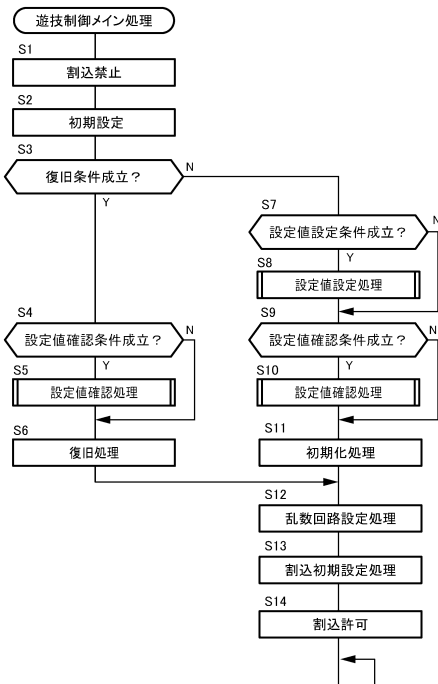 遊技制御メイン処理
S1
割込禁止
S2
初期設定
S3
復旧条件成立?
N
Y
S7
設定値設定条件成立?
N
Y
S8
設定値設定処理
S4
設定値確認条件成立?
N
Y
S5
設定値確認処理
S6
復旧処理
S9
設定値確認条件成立?
N
Y
S10
設定値確認処理
S11
初期化処理
S12
乱数回路設定処理
S13
割込初期設定処理
S14
割込許可